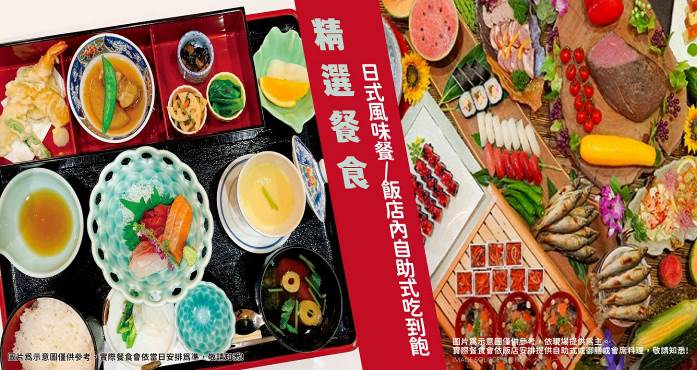 精選餐食
日式風味餐/飯店內自助式吃到飽
圖片爲示意圖僅供參考，實際餐食會依當日安排爲準，敬請知悉!
圖片爲示意圖僅供參考，依現場提供爲主。
實際餐食會依飯店安排提供自助式或御膳或會席料理，敬請知悉!